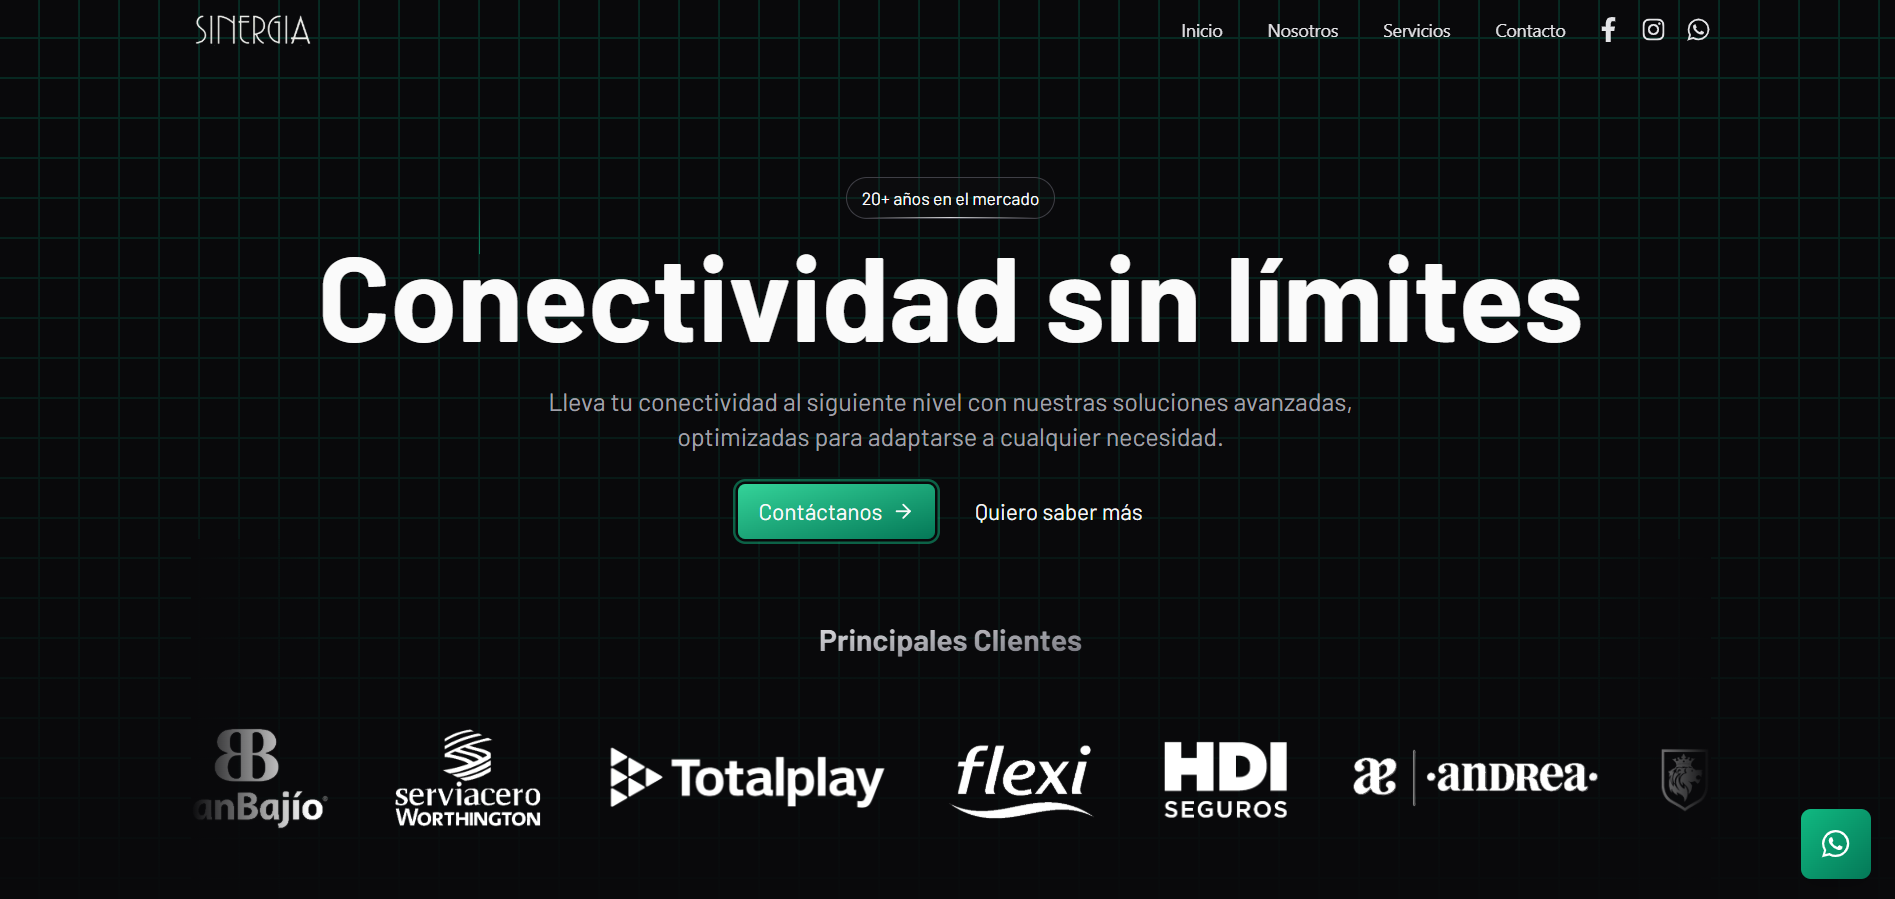 SINERGIA
Inicio Nosotros Servicios Contacto
20+ años en el mercado
Conectividad sin límites
Lleva tu conectividad al siguiente nivel con nuestras soluciones avanzadas,
optimizadas para adaptarse a cualquier necesidad.
Contáctanos → Quiero saber más
Principales Clientes
BB
anBajío
serviacero
WORTHINGTON
Totalplay
flexi
HDI
SEGUROS
æ | ·andrea·